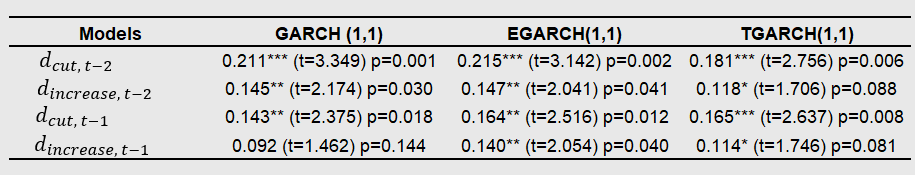 Models GARCH (1,1) EGARCH(1,1) TGARCH(1,1)
d_{cut, t−2} 0.211*** (t=3.349) p=0.001 0.215*** (t=3.142) p=0.002 0.181*** (t=2.756) p=0.006
d_{increase, t−2} 0.145** (t=2.174) p=0.030 0.147** (t=2.041) p=0.041 0.118* (t=1.706) p=0.088
d_{cut, t−1} 0.143** (t=2.375) p=0.018 0.164** (t=2.516) p=0.012 0.165*** (t=2.637) p=0.008
d_{increase, t−1} 0.092 (t=1.462) p=0.144 0.140** (t=2.054) p=0.040 0.114* (t=1.746) p=0.081